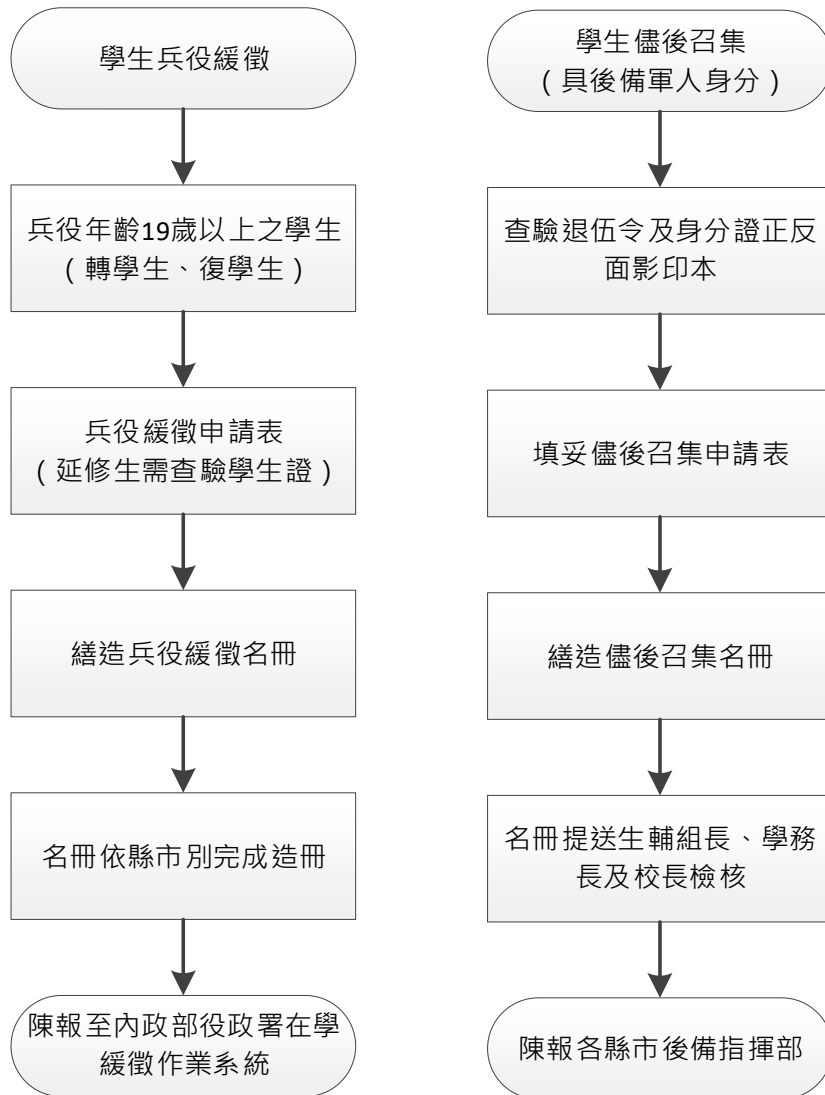 學生兵役緩徵
兵役年齡19歲以上之學生
（轉學生、復學生）
兵役緩徵申請表
（延修生需查驗學生證）
繕造兵役緩徵名冊
名冊依縣市別完成造冊
陳報至內政部役政署在學
緩徵作業系統
學生儘後召集
（具後備軍人身分）
查驗退伍令及身分證正反
面影印本
填妥儘後召集申請表
繕造儘後召集名冊
名冊提送生輔組長、學務
長及校長檢核
陳報各縣市後備指揮部